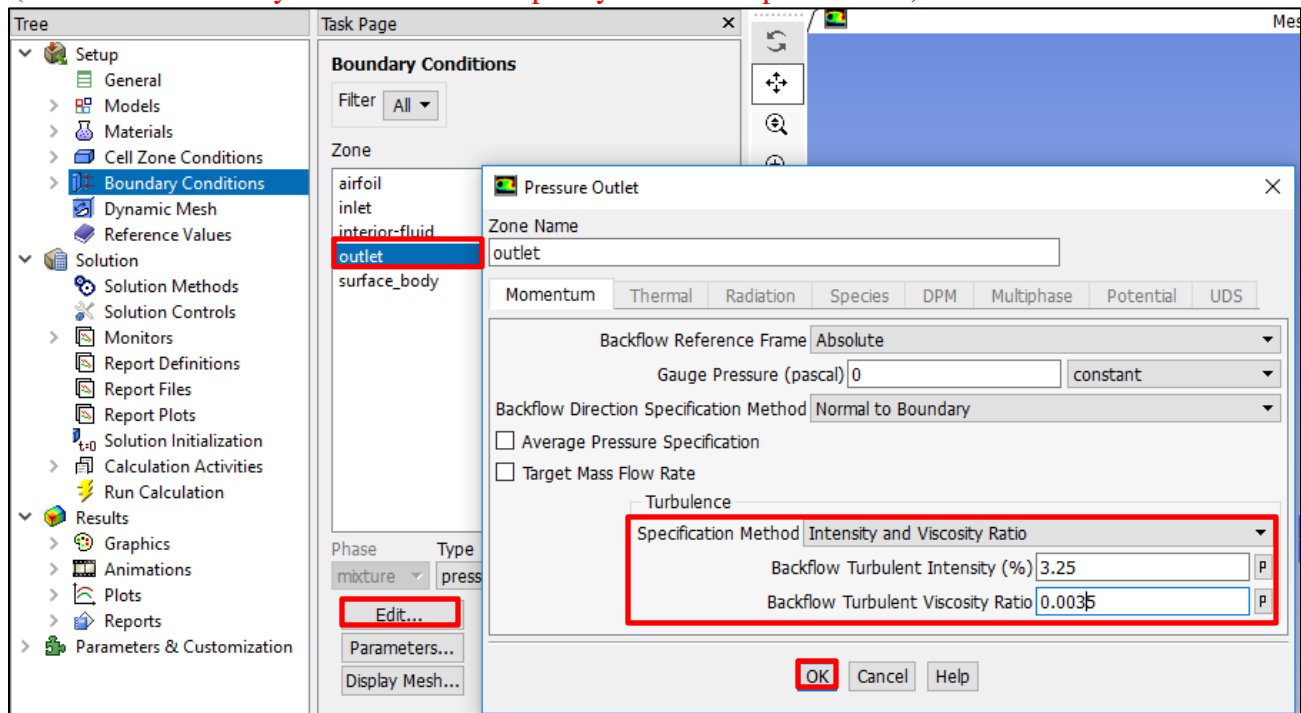 Tree
Setup
General
Models
Materials
Cell Zone Conditions
Boundary Conditions
Dynamic Mesh
Reference Values
Solution
Solution Methods
Solution Controls
Monitors
Report Definitions
Report Files
Report Plots
t=0 Solution Initialization
Calculation Activities
Run Calculation
Results
Graphics
Animations
Plots
Reports
Parameters & Customization
Task Page
Boundary Conditions
Filter All
Zone
airfoil
inlet
interior-fluid
outlet
surface_body
Phase Type
mixture press
Edit...
Parameters...
Display Mesh...
Mes
Pressure Outlet
Zone Name
outlet
Momentum Thermal Radiation Species DPM Multiphase Potential UDS
Backflow Reference Frame Absolute
Gauge Pressure (pascal) 0 constant
Backflow Direction Specification Method Normal to Boundary
Average Pressure Specification
Target Mass Flow Rate
Turbulence
Specification Method Intensity and Viscosity Ratio
Backflow Turbulent Intensity (%) 3.25 P
Backflow Turbulent Viscosity Ratio 0.0035 P
OK Cancel Help